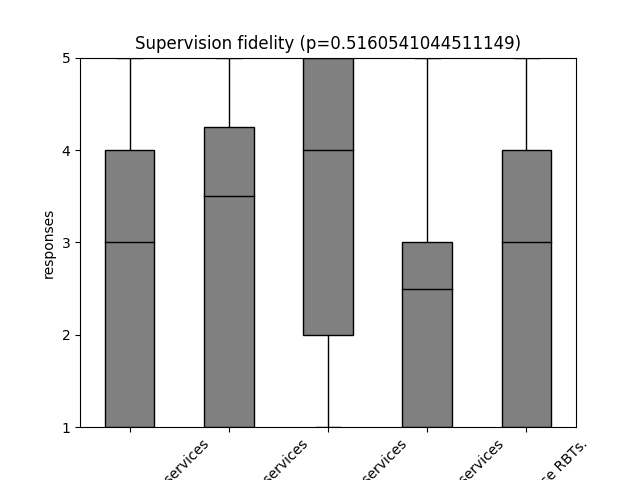 Supervision fidelity (p=0.5160541044511149)
5
4
3
2
1
responses
services
services
services
services
RBTs.